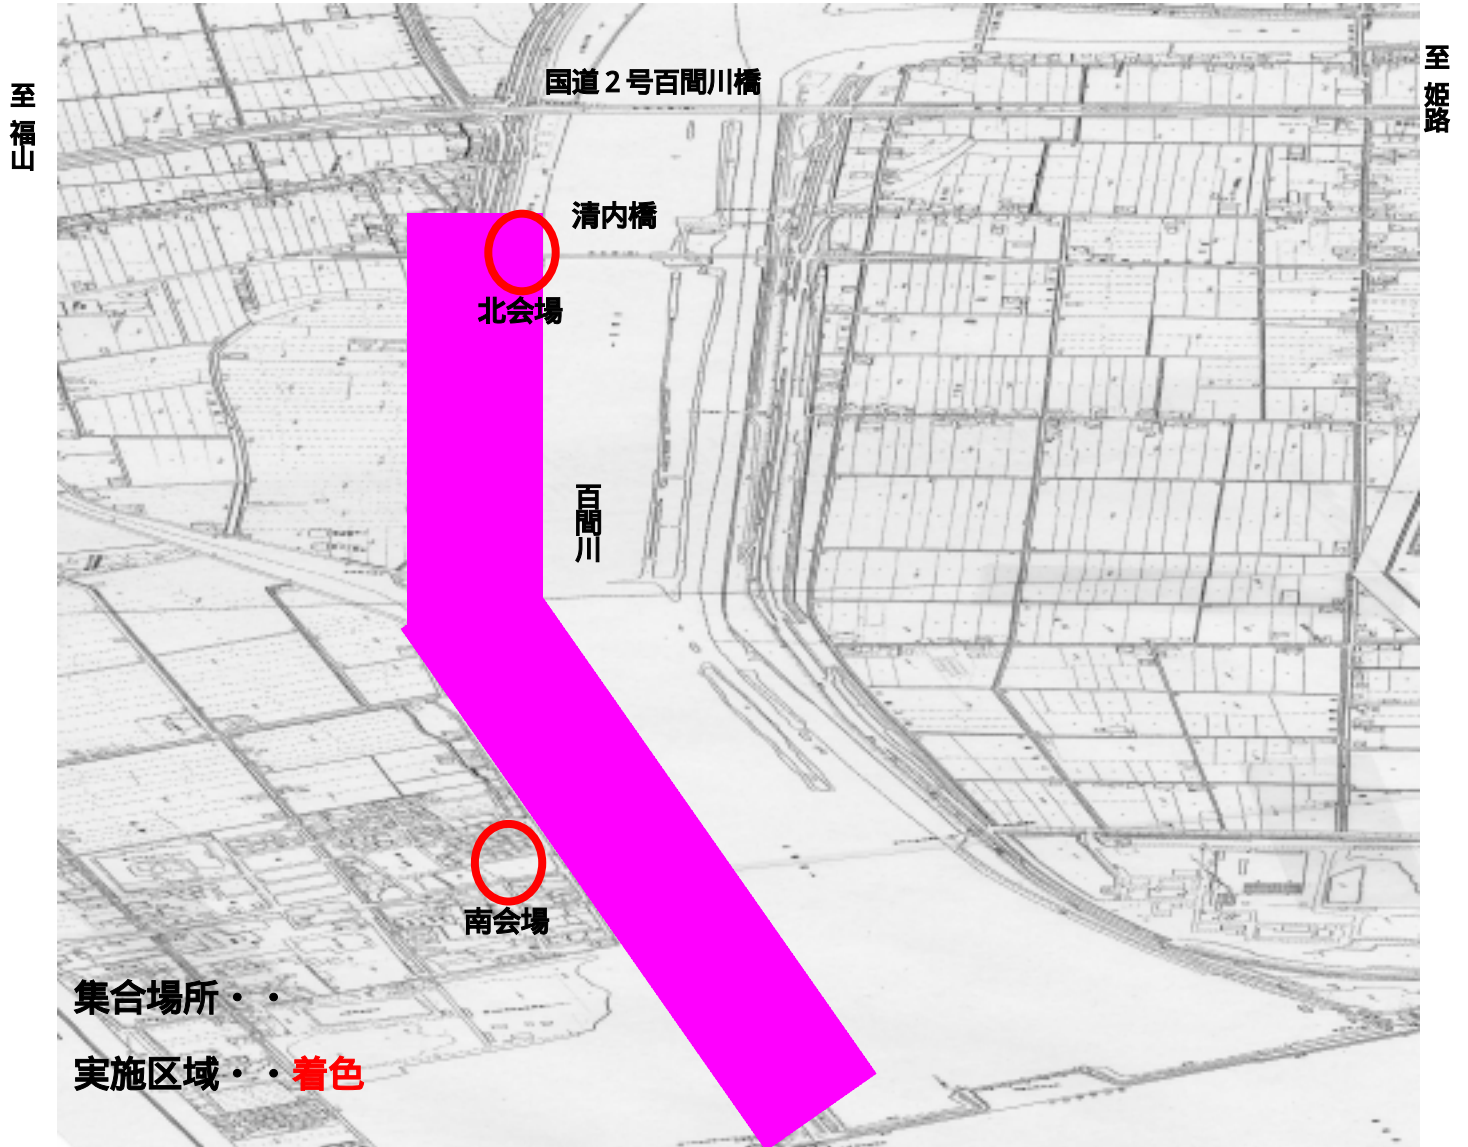 国道２号百間川橋
至 福山
至 姫路
清内橋
北会場
百間川
南会場
集合場所・・
実施区域・・着色